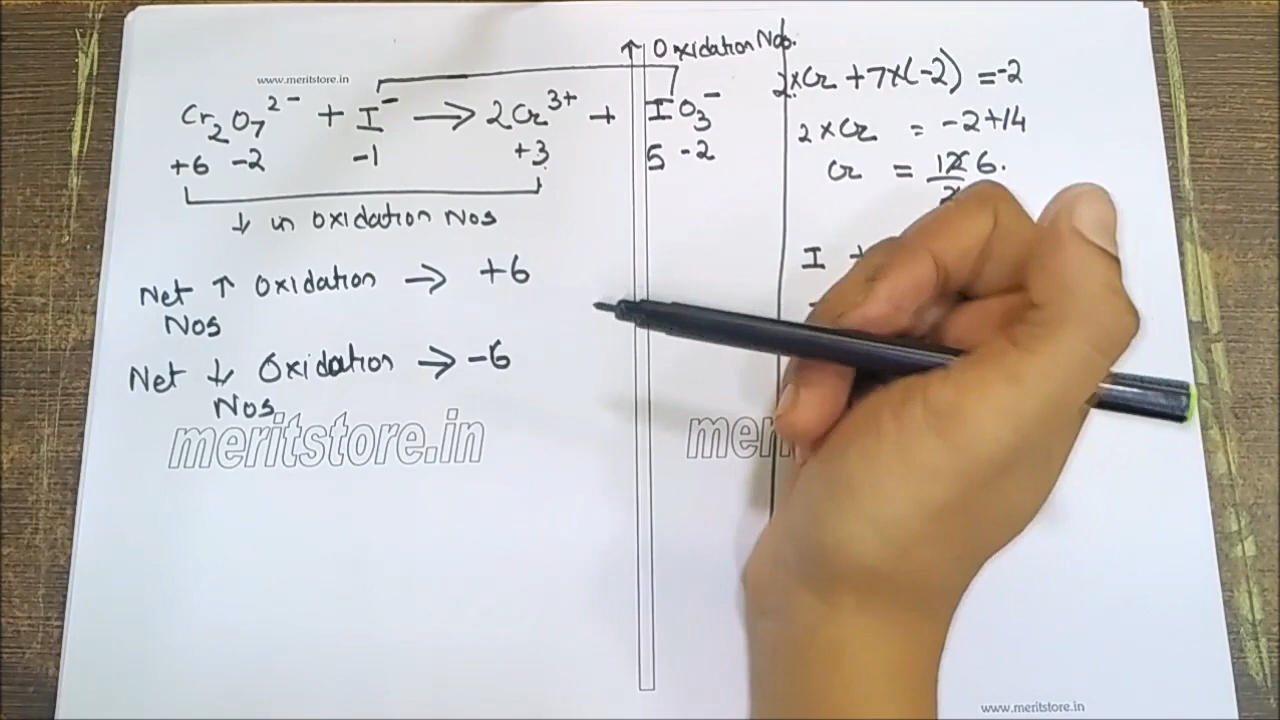 www.meritstore.in
↑ Oxidation Nos.
Cr₂O₇²⁻ + I⁻ → 2Cr³⁺ + IO₃⁻
+6 -2 -1 +3 5 -2
↓ in oxidation Nos
Net ↑ Oxidation → +6
Nos
Net ↓ Oxidation → -6
Nos
meritstore.in
2×Cr + 7×(-2) = -2
2×Cr = -2+14
Cr = 12/2 6.
I +
www.meritstore.in